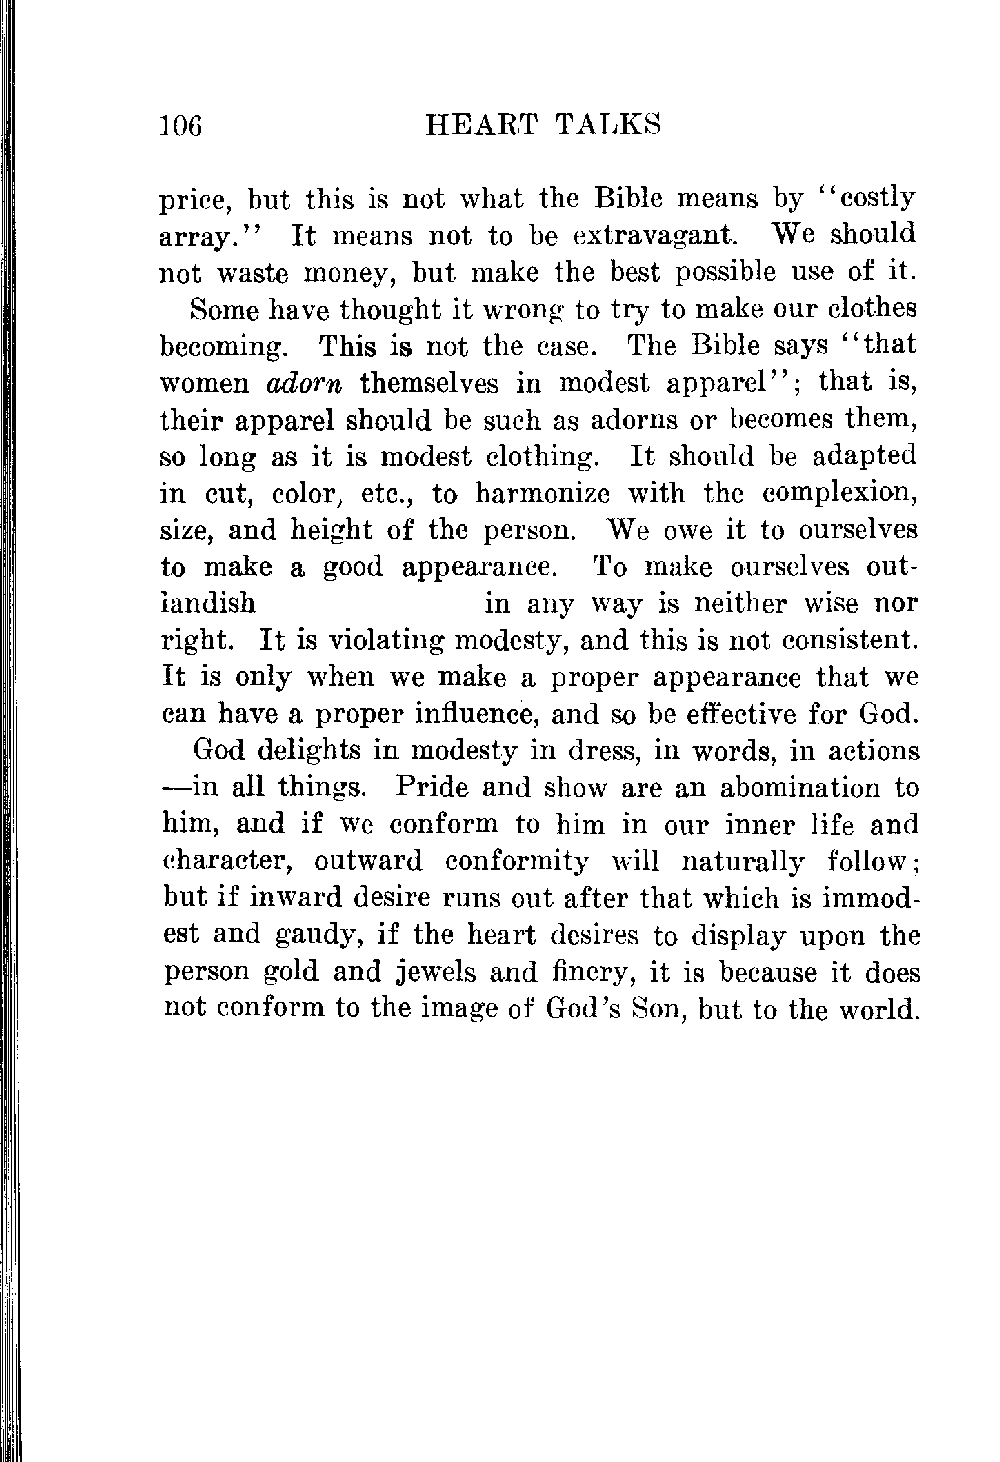 106 HEART TALKS
price, but this is not what the Bible means by ‘‘costly
array.’’ It means not to be extravagant. We should
not waste money, but make the best possible use of it.
Some have thought it wrong to try to make our clothes
becoming. This is not the case. The Bible says ‘‘that
women adorn themselves in modest apparel’’; that is,
their apparel should be such as adorns or becomes them,
so long as it is modest clothing. It should be adapted
in cut, color, etc., to harmonize with the complexion,
size, and height of the person. We owe it to ourselves
to make a good appearance. To make ourselves out-
landish in any way is neither wise nor
right. It is violating modesty, and this is not consistent.
It is only when we make a proper appearance that we
can have a proper influence, and so be effective for God.
God delights in modesty in dress, in words, in actions
—in all things. Pride and show are an abomination to
him, and if we conform to him in our inner life and
character, outward conformity will naturally follow;
but if inward desire runs out after that which is immod-
est and gaudy, if the heart desires to display upon the
person gold and jewels and finery, it is because it does
not conform to the image of God’s Son, but to the world.